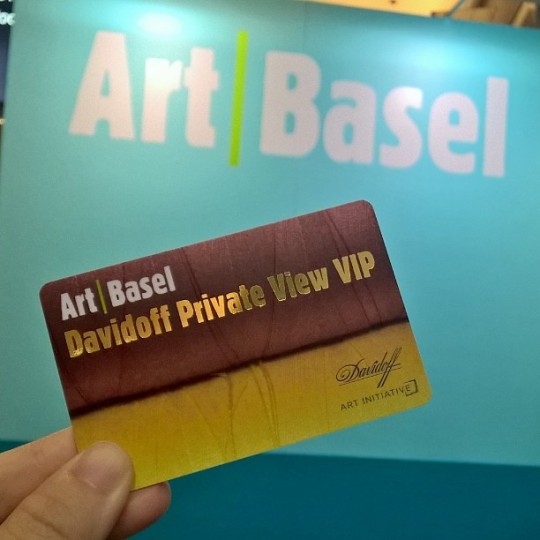 Art|Basel
Art|Basel
Davidoff Private View VIP
Davidoff
ART INITIATIVE